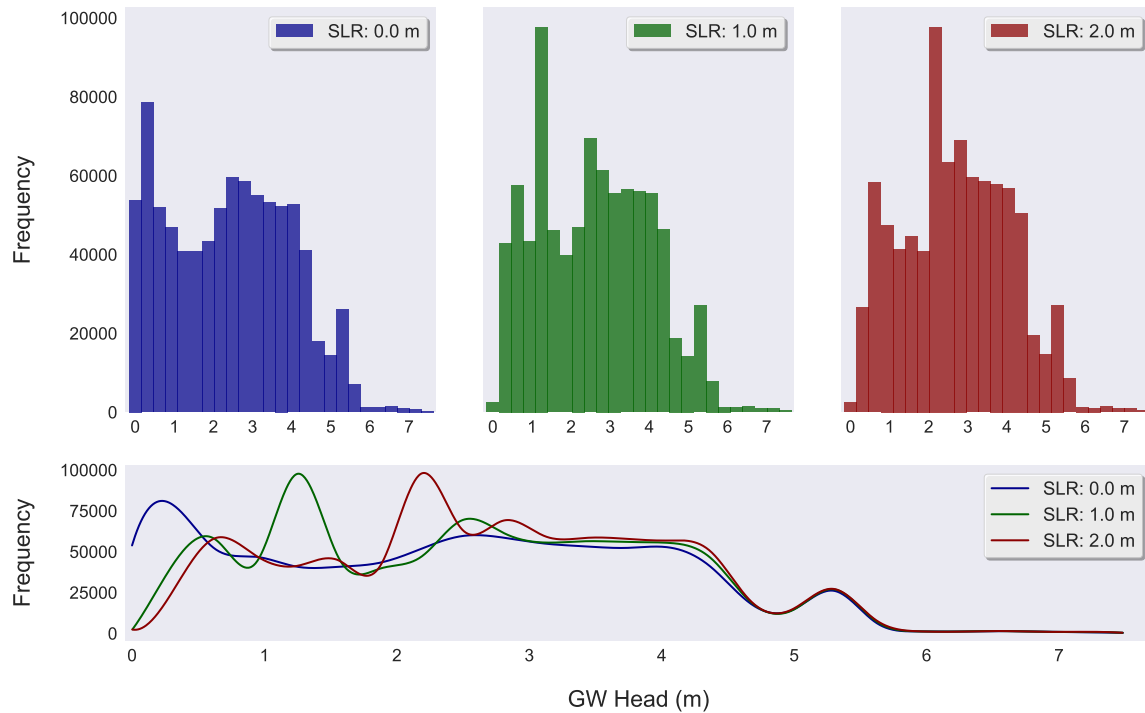 SLR: 0.0 m
SLR: 1.0 m
SLR: 2.0 m
Frequency
100000
80000
60000
40000
20000
0
0 1 2 3 4 5 6 7
0 1 2 3 4 5 6 7
0 1 2 3 4 5 6 7
Frequency
100000
75000
50000
25000
0
SLR: 0.0 m
SLR: 1.0 m
SLR: 2.0 m
0 1 2 3 4 5 6 7
GW Head (m)